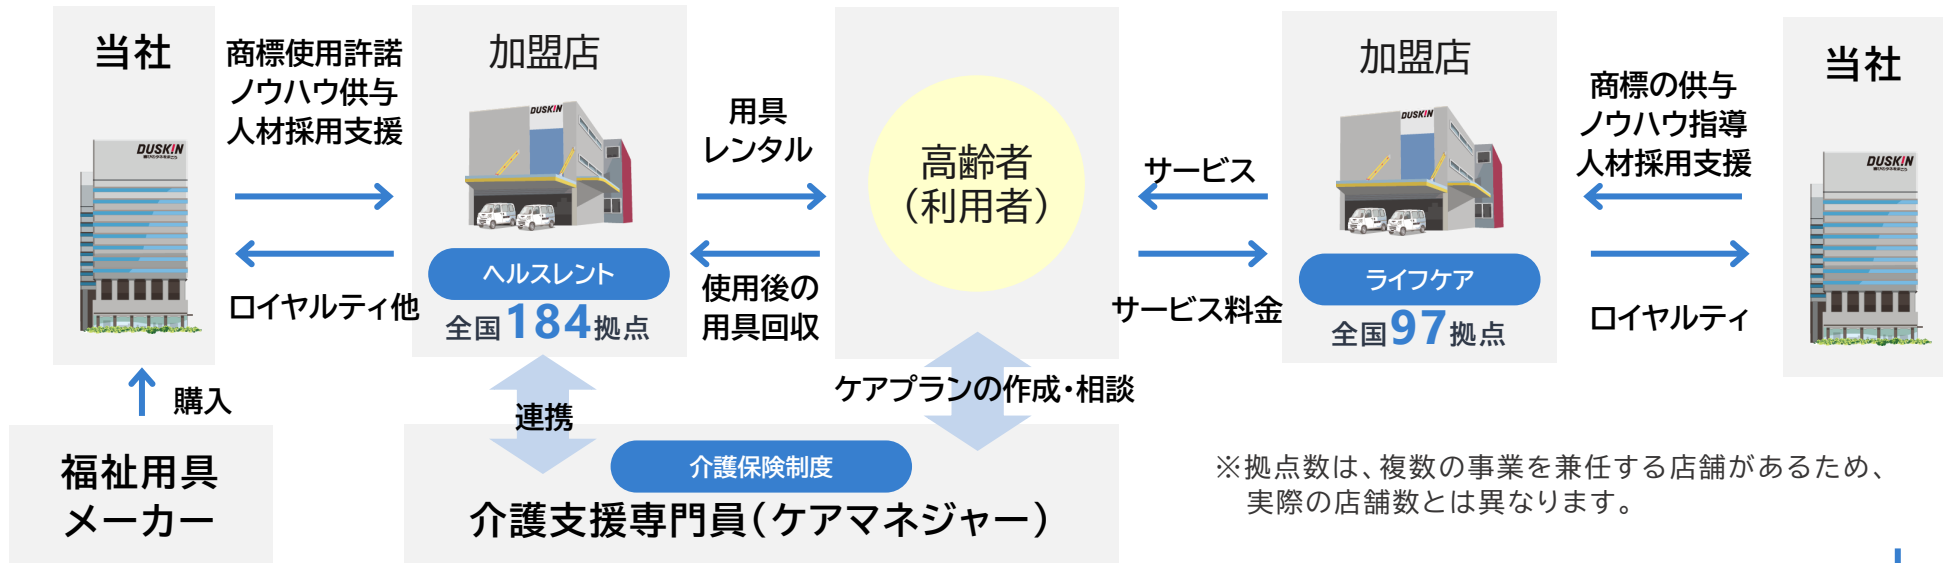 当社
DUSKIN
商標使用許諾
ノウハウ供与
人材採用支援
ロイヤルティ他
購入
福祉用具
メーカー
加盟店
DUSKIN
ヘルスレント
全国184拠点
用具
レンタル
使用後の
用具回収
高齢者
(利用者)
連携
ケアプランの作成・相談
介護保険制度
介護支援専門員(ケアマネジャー)
サービス
サービス料金
加盟店
DUSKIN
ライフケア
全国97拠点
商標の供与
ノウハウ指導
人材採用支援
ロイヤルティ
当社
DUSKIN
※拠点数は、複数の事業を兼任する店舗があるため、
実際の店舗数とは異なります。